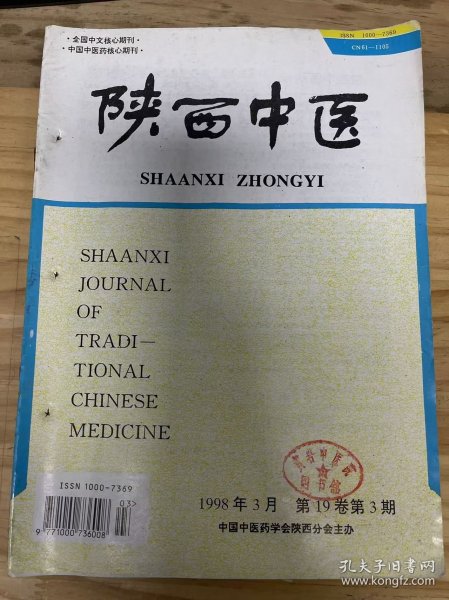 ·全国中文核心期刊·
·中国中医药核心期刊·
ISSN 1000—7369
CN61—1105
陕西中医
SHAANXI ZHONGYI
SHAANXI
JOURNAL
OF
TRADI—
TIONAL
CHINESE
MEDICINE
ISSN 1000-7369
03>
9 771000 736008
1998年3月 第19卷第3期
中国中医药学会陕西分会主办
孔夫子旧书网
book.kongfz.com